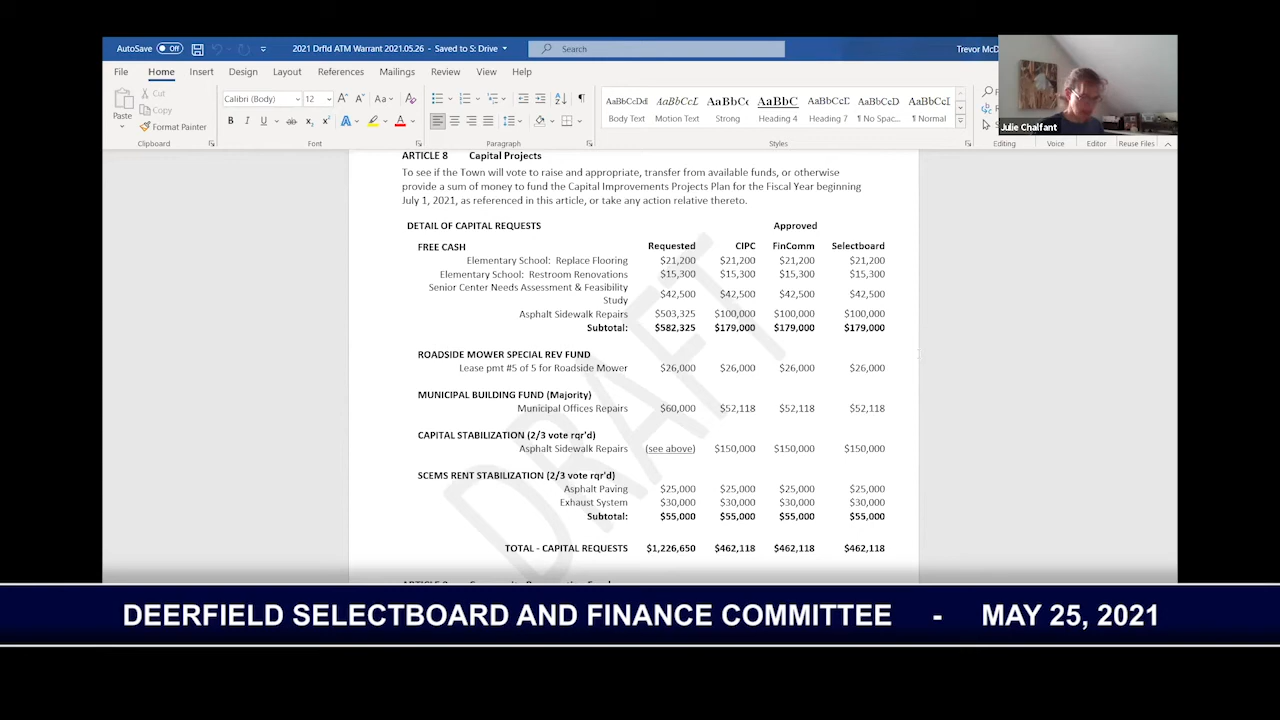 AutoSave Off 2021 Drfld ATM Warrant 2021.05.26 - Saved to S: Drive Search Trevor McD
File Home Insert Design Layout References Mailings Review View Help
Paste
Cut
Copy
Format Painter
Calibri (Body) 12
AaBbCcDd AaBbCcL AaBbCc AaBbC AaBbCcD AaBbCcD AaBbCcI
Body Text Motion Text Strong Heading 4 Heading 7 ¶ No Spac... ¶ Normal
Julie Chalfant
Clipboard Font Paragraph Styles Editing Voice Editor Reuse Files
ARTICLE 8 Capital Projects
To see if the Town will vote to raise and appropriate, transfer from available funds, or otherwise
provide a sum of money to fund the Capital Improvements Projects Plan for the Fiscal Year beginning
July 1, 2021, as referenced in this article, or take any action relative thereto.
DETAIL OF CAPITAL REQUESTS Approved
FREE CASH Requested CIPC FinComm Selectboard
Elementary School: Replace Flooring $21,200 $21,200 $21,200 $21,200
Elementary School: Restroom Renovations $15,300 $15,300 $15,300 $15,300
Senior Center Needs Assessment & Feasibility
Study $42,500 $42,500 $42,500 $42,500
Asphalt Sidewalk Repairs $503,325 $100,000 $100,000 $100,000
Subtotal: $582,325 $179,000 $179,000 $179,000
ROADSIDE MOWER SPECIAL REV FUND
Lease pmt #5 of 5 for Roadside Mower $26,000 $26,000 $26,000 $26,000
MUNICIPAL BUILDING FUND (Majority)
Municipal Offices Repairs $60,000 $52,118 $52,118 $52,118
CAPITAL STABILIZATION (2/3 vote rqr'd)
Asphalt Sidewalk Repairs (see above) $150,000 $150,000 $150,000
SCEMS RENT STABILIZATION (2/3 vote rqr'd)
Asphalt Paving $25,000 $25,000 $25,000 $25,000
Exhaust System $30,000 $30,000 $30,000 $30,000
Subtotal: $55,000 $55,000 $55,000 $55,000
TOTAL - CAPITAL REQUESTS $1,226,650 $462,118 $462,118 $462,118
DRAFT
DEERFIELD SELECTBOARD AND FINANCE COMMITTEE - MAY 25, 2021